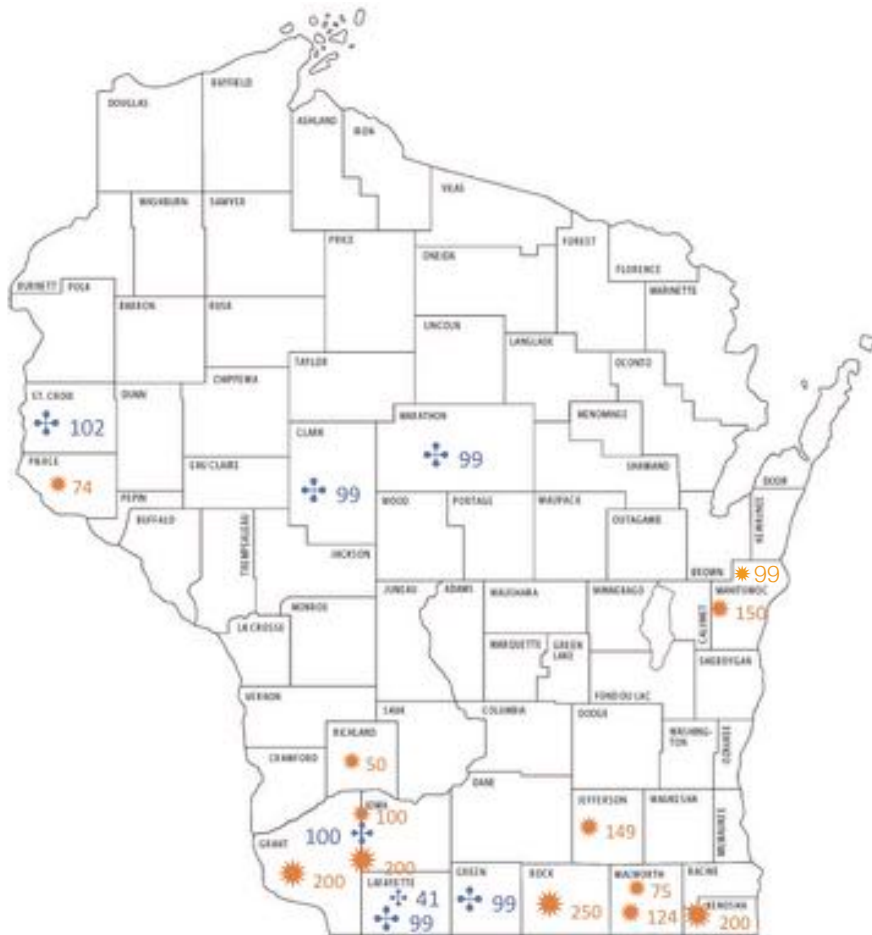 BAYFIELD
DOUGLAS
ASHLAND
IRON
VILAS
WASHBURN
SAWYER
PRICE
ONEIDA
FOREST
FLORENCE
MARINETTE
BURNETT
POLK
BARRON
RUSK
LINCOLN
LANGLADE
TAYLOR
OCONTO
CHIPPEWA
ST. CROIX
DUNN
MARATHON
MENOMINEE
102
CLARK
99
99
PIERCE
EAU CLAIRE
SHAWANO
74
DOOR
PEPIN
WOOD
PORTAGE
WAUPACA
KEWAUNEE
BUFFALO
TREMPEALEAU
OUTAGAMIE
JACKSON
BROWN
99
JUNEAU
ADAMS
WAUSHARA
WINNEBAGO
MANITOWOC
150
CALUMET
MONROE
LA CROSSE
MARQUETTE
GREEN
LAKE
SHEBOYGAN
VERNON
FOND DU LAC
SAUK
COLUMBIA
DODGE
RICHLAND
WASHING-
TON
OZAUKEE
CRAWFORD
50
DANE
JEFFERSON
WAUKESHA
MILWAUKEE
IOWA
100
149
100
GRANT
200
200
LAFAYETTE
GREEN
ROCK
WALWORTH
RACINE
41
99
99
250
75
124
KENOSHA
200